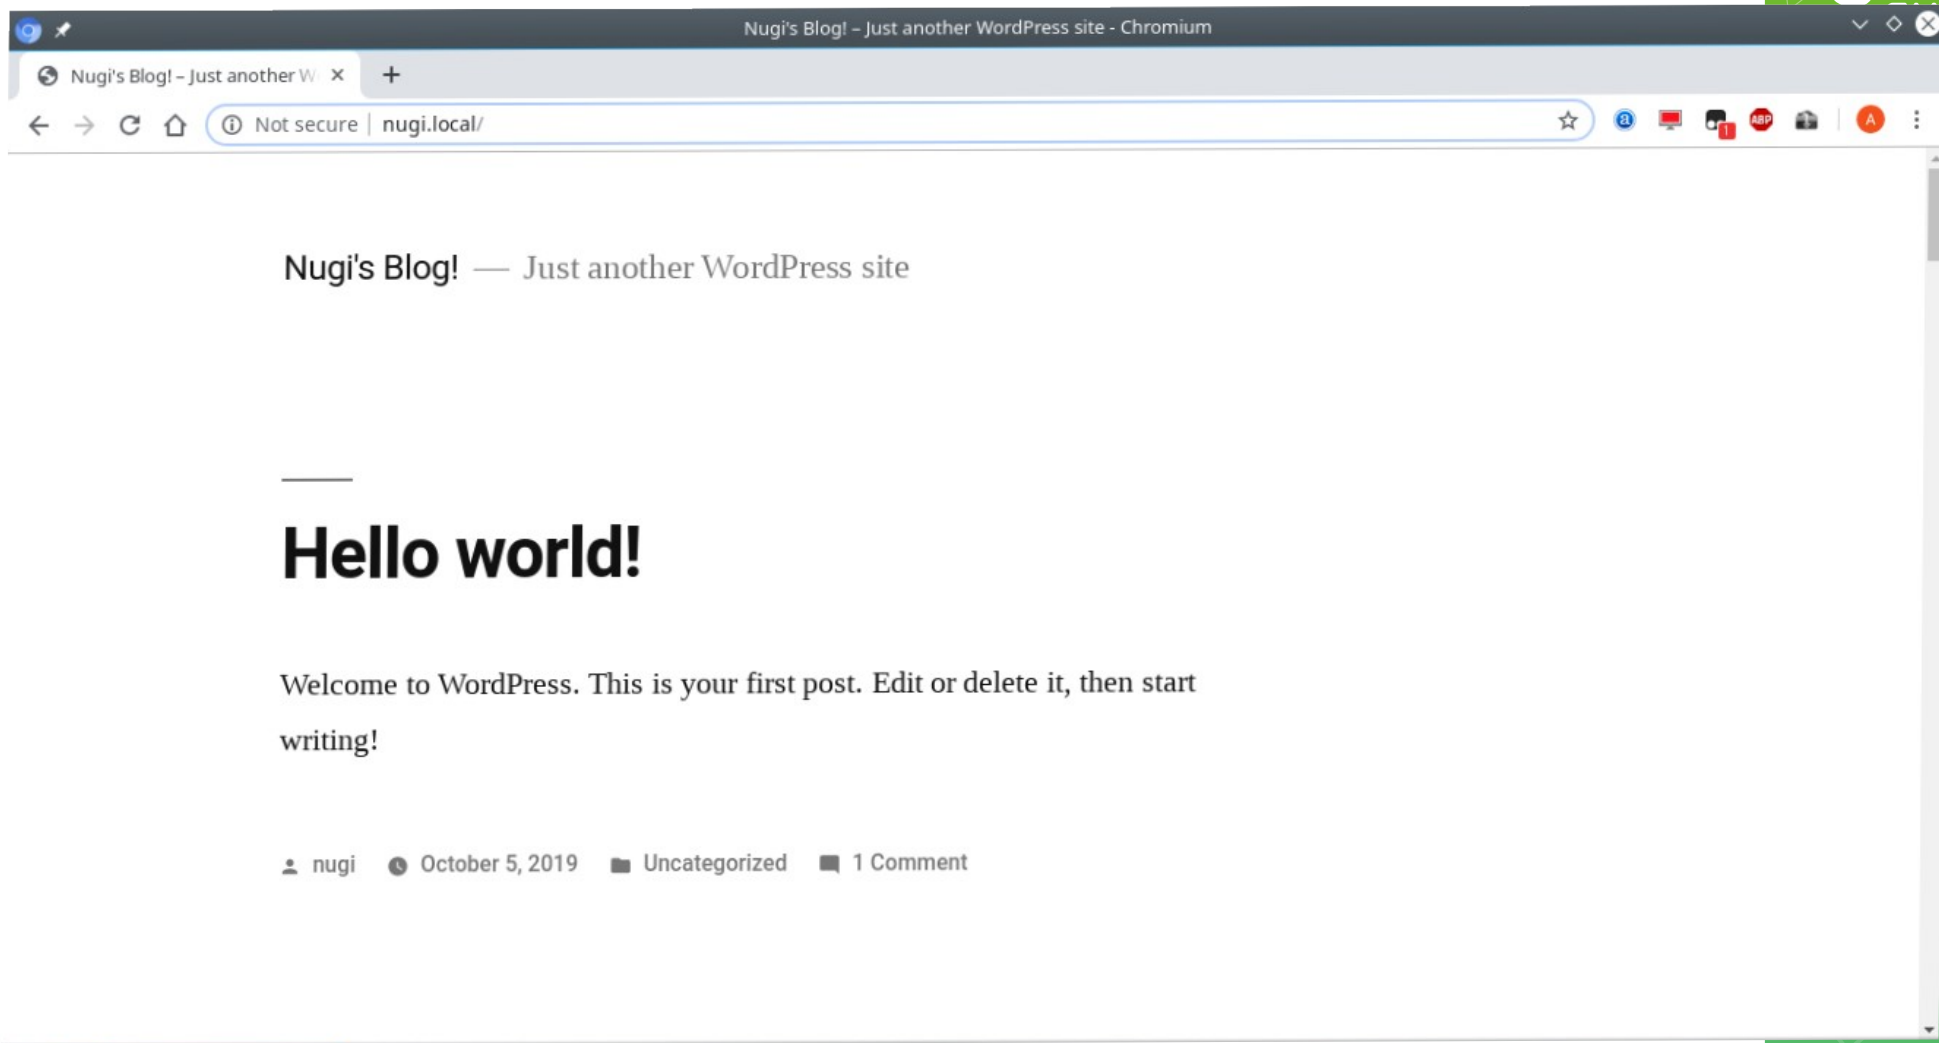 Nugi's Blog! – Just another WordPress site - Chromium
Nugi's Blog! – Just another W
Not secure | nugi.local/
1
ABP
A
Nugi's Blog! — Just another WordPress site
Hello world!
Welcome to WordPress. This is your first post. Edit or delete it, then start
writing!
nugi October 5, 2019 Uncategorized 1 Comment